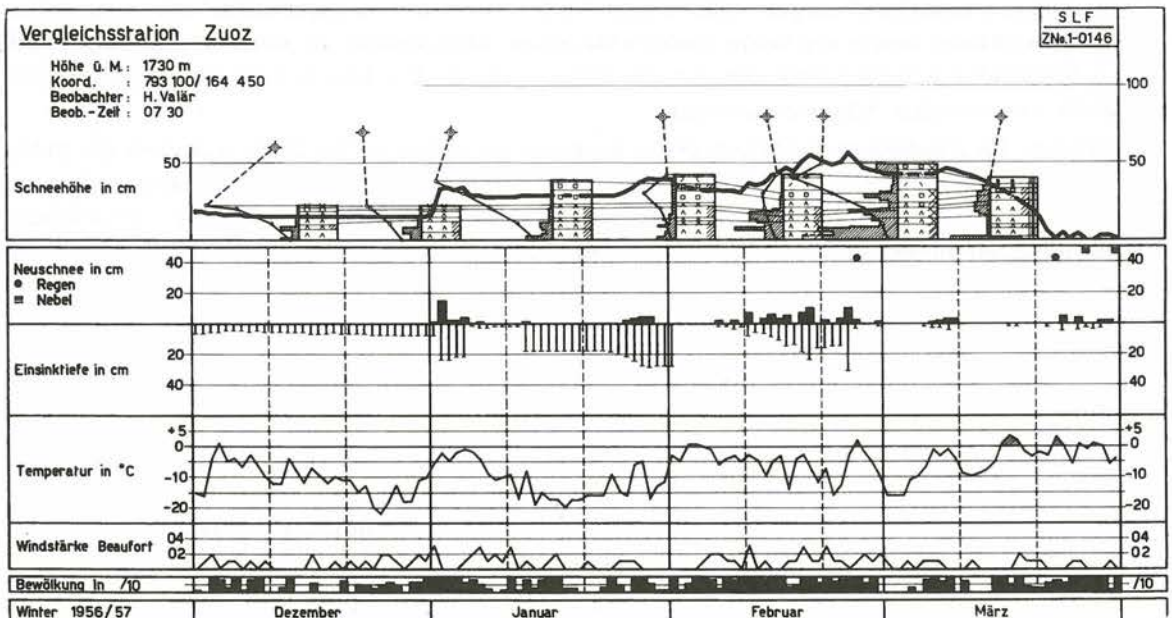 Vergleichsstation Zuoz
SLF
ZNo.1-0146
Höhe ü. M.: 1730 m
Koord. : 793 100/ 164 450
Beobachter: H. Valär
Beob.-Zeit: 07 30
100
50
50
Schneehöhe in cm
Neuschnee in cm
● Regen
≡ Nebel
40
20
40
20
Einsinktiefe in cm
20
40
20
40
Temperatur in °C
+5
0
-10
-20
+5
0
-10
-20
Windstärke Beaufort
04
02
04
02
Bewölkung in /10
/10
Winter 1956/57
Dezember
Januar
Februar
März